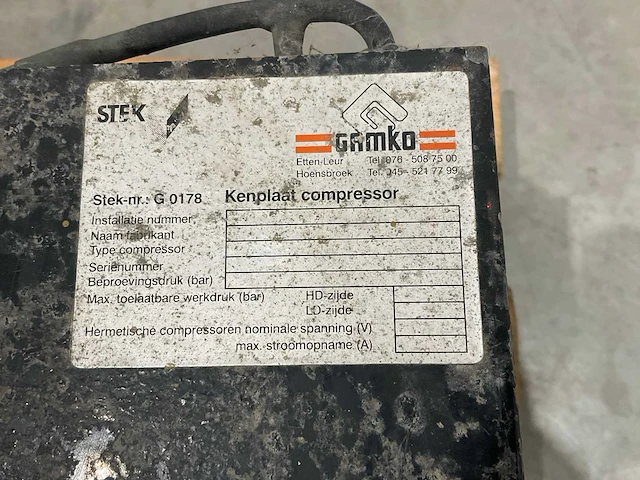 STEK
GAMKO
Etten-Leur Tel. 076 - 508 75 00
Hoensbroek Tel. 045 - 521 77 99
Stek-nr.: G 0178 Kenplaat compressor
Installatie nummer
Naam fabrikant
Type compressor
Serienummer
Beproevingsdruk (bar)
Max. toelaatbare werkdruk (bar) HD-zijde
LD-zijde
Hermetische compressoren nominale spanning (V)
max. stroomopname (A)